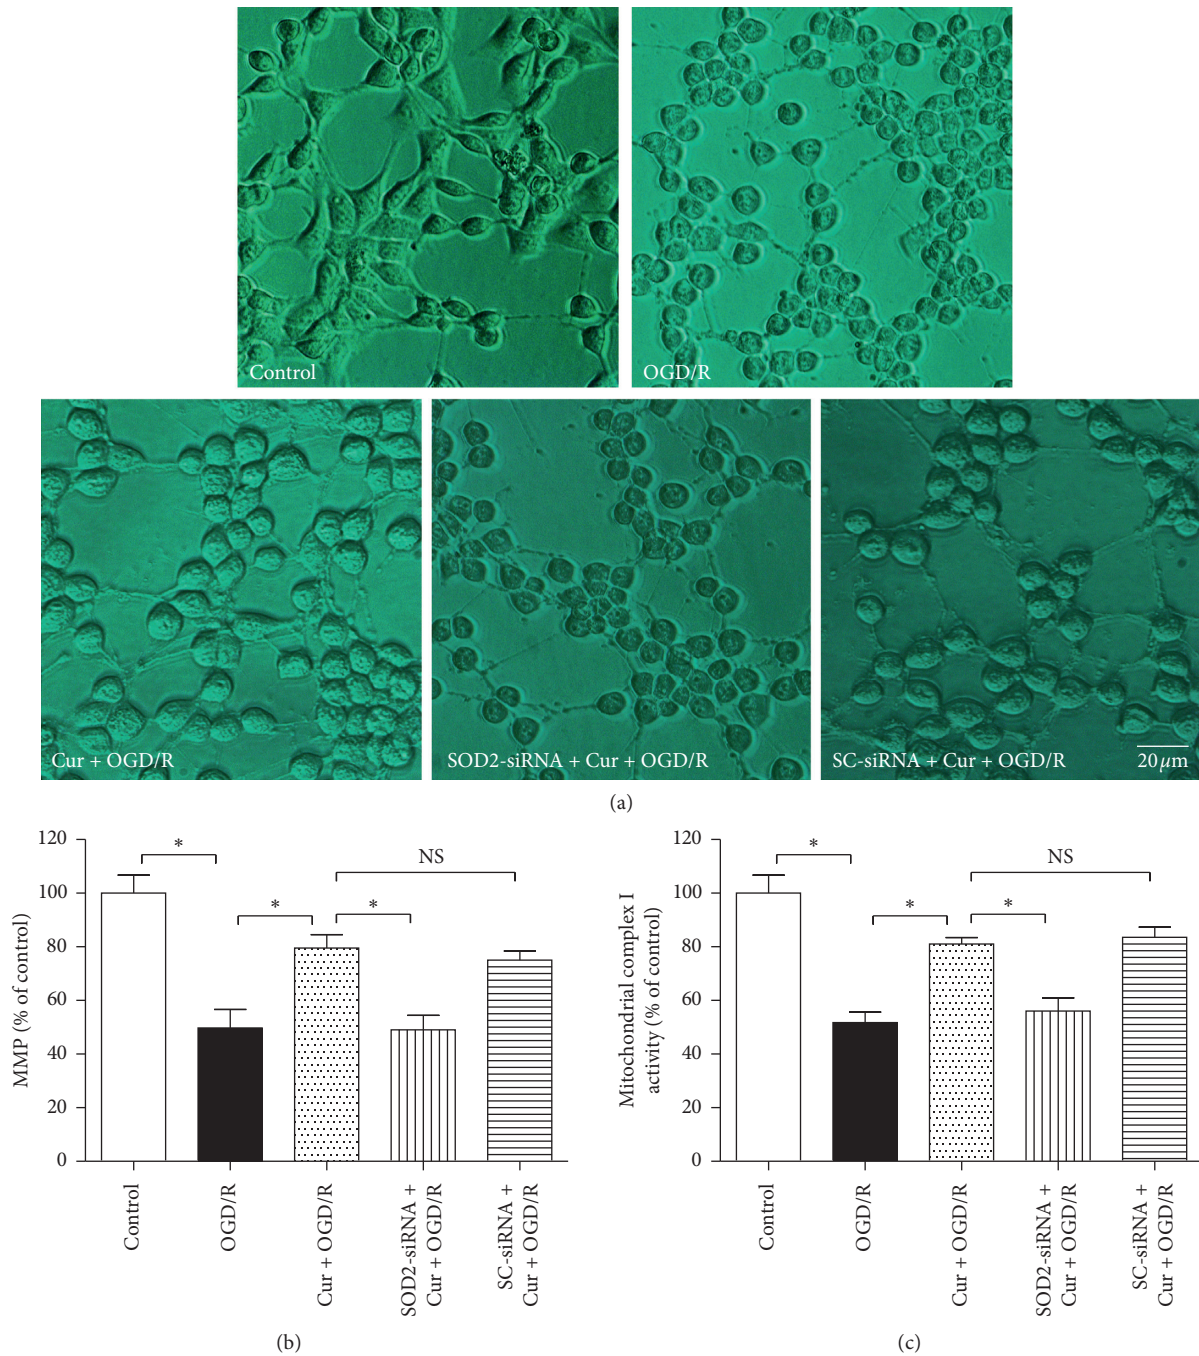 Control
OGD/R
Cur + OGD/R
SOD2-siRNA + Cur + OGD/R
SC-siRNA + Cur + OGD/R
20 μm
(a)
120
100
80
60
40
20
0
MMP (% of control)
*
*
*
NS
Control
OGD/R
Cur + OGD/R
SOD2-siRNA +
Cur + OGD/R
SC-siRNA +
Cur + OGD/R
(b)
120
100
80
60
40
20
0
Mitochondrial complex I
activity (% of control)
*
*
*
NS
Control
OGD/R
Cur + OGD/R
SOD2-siRNA +
Cur + OGD/R
SC-siRNA +
Cur + OGD/R
(c)